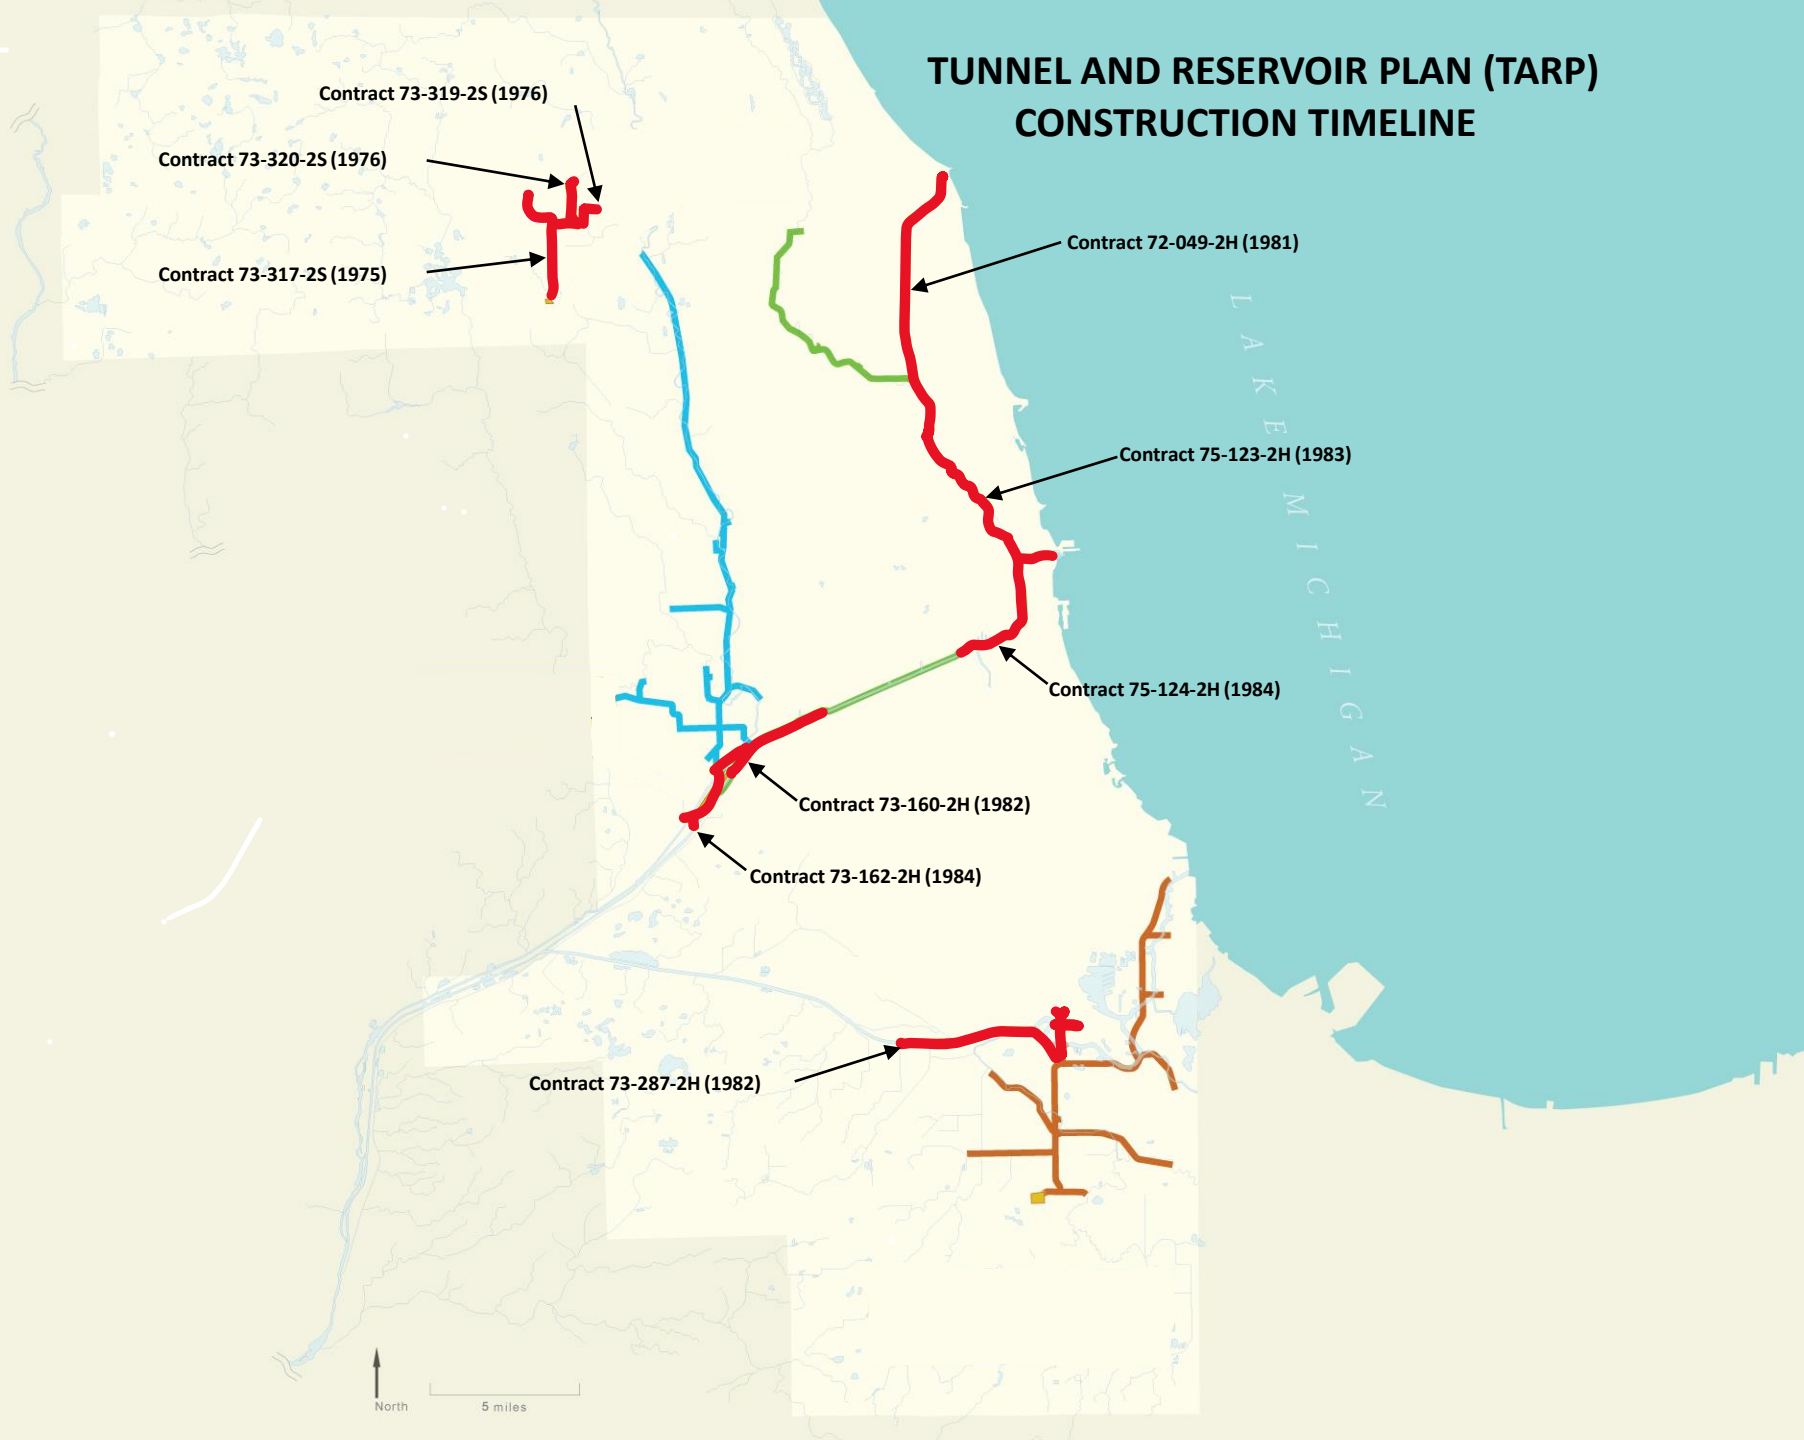 TUNNEL AND RESERVOIR PLAN (TARP)
CONSTRUCTION TIMELINE
Contract 73-319-2S (1976)
Contract 73-320-2S (1976)
Contract 73-317-2S (1975)
Contract 72-049-2H (1981)
LAKE MICHIGAN
Contract 75-123-2H (1983)
Contract 75-124-2H (1984)
Contract 73-160-2H (1982)
Contract 73-162-2H (1984)
Contract 73-287-2H (1982)
North
5 miles